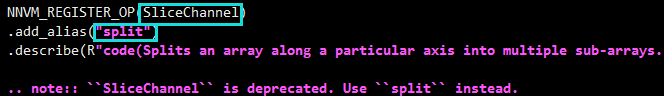 NNVM_REGISTER_OP(SliceChannel)
.add_alias("split")
.describe(R"code(Splits an array along a particular axis into multiple sub-arrays.
.. note:: ``SliceChannel`` is deprecated. Use ``split`` instead.